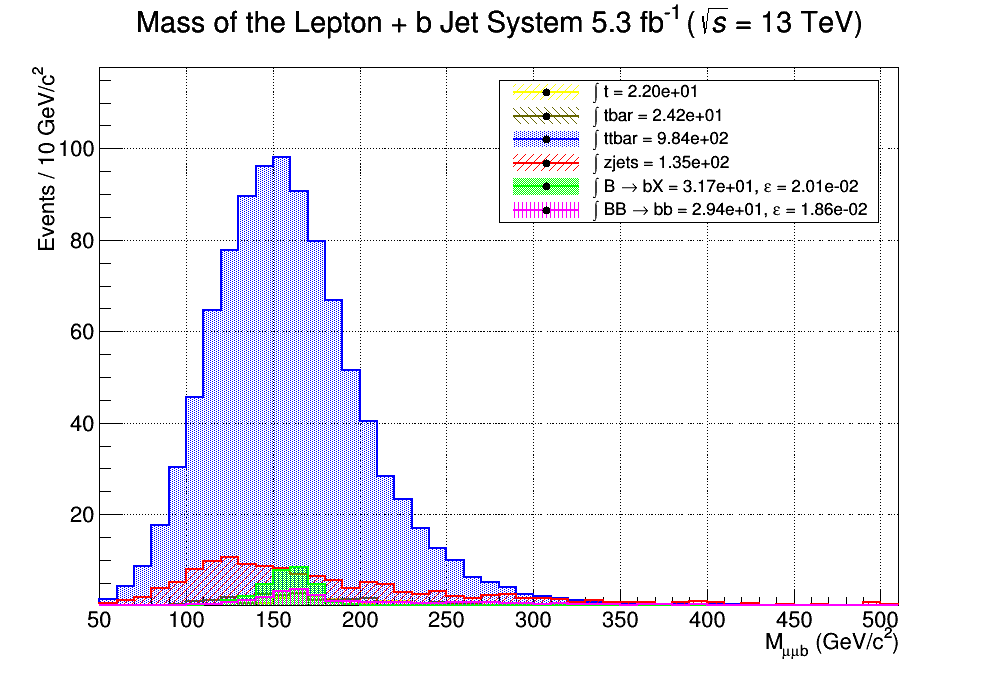 Mass of the Lepton + b Jet System 5.3 fb⁻¹ (√s = 13 TeV)
Events / 10 GeV/c²
100
80
60
40
20
∫ t = 2.20e+01
∫ tbar = 2.42e+01
∫ ttbar = 9.84e+02
∫ zjets = 1.35e+02
∫ B → bX = 3.17e+01, ε = 2.01e-02
∫ BB → bb = 2.94e+01, ε = 1.86e-02
50 100 150 200 250 300 350 400 450 500
M_μμb (GeV/c²)